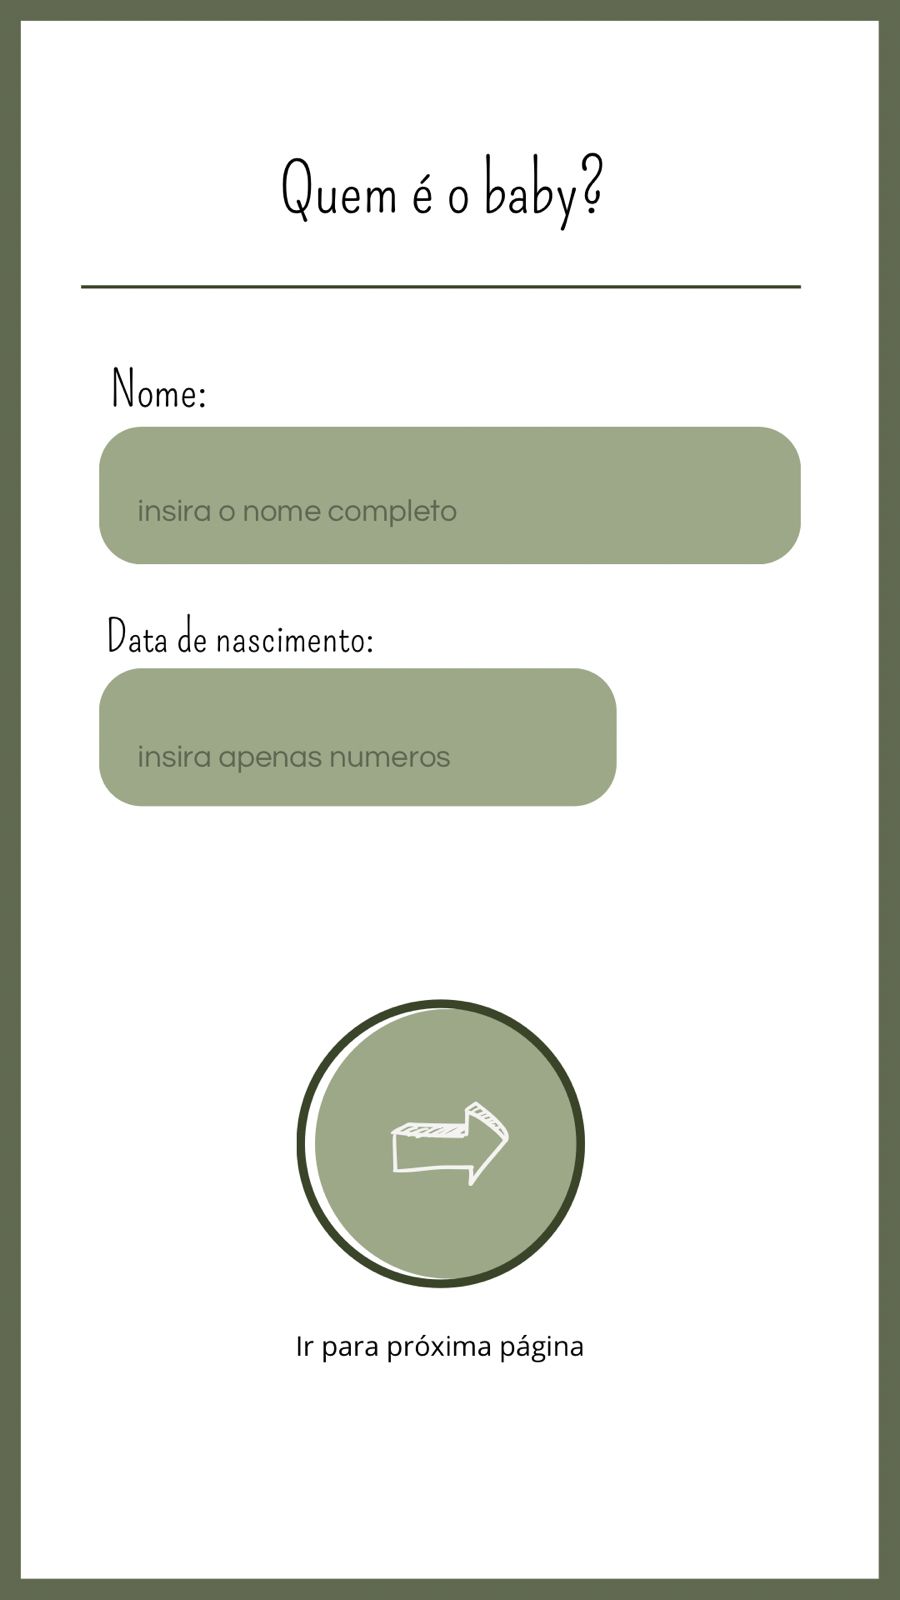 Quem é o baby?
Nome:
insira o nome completo
Data de nascimento:
insira apenas numeros
Ir para próxima página